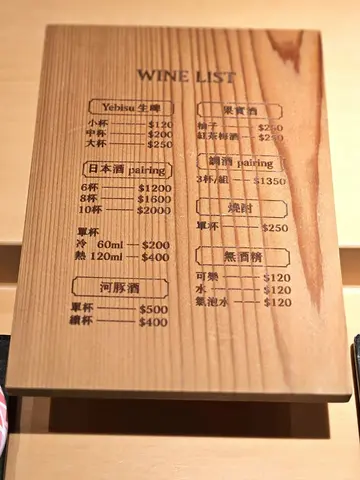 WINE LIST
Yebisu 生啤
小杯 $120
中杯 $200
大杯 $250
日本酒 pairing
6杯 $1200
8杯 $1600
10杯 $2000
單杯
冷 60ml $200
熱 120ml $400
河豚酒
單杯 $500
續杯 $400
果實酒
柚子 $250
紅茶梅酒 $250
調酒 pairing
3杯/組 $1350
燒酎
單杯 $250
無酒精
可樂 $120
水 $120
氣泡水 $120